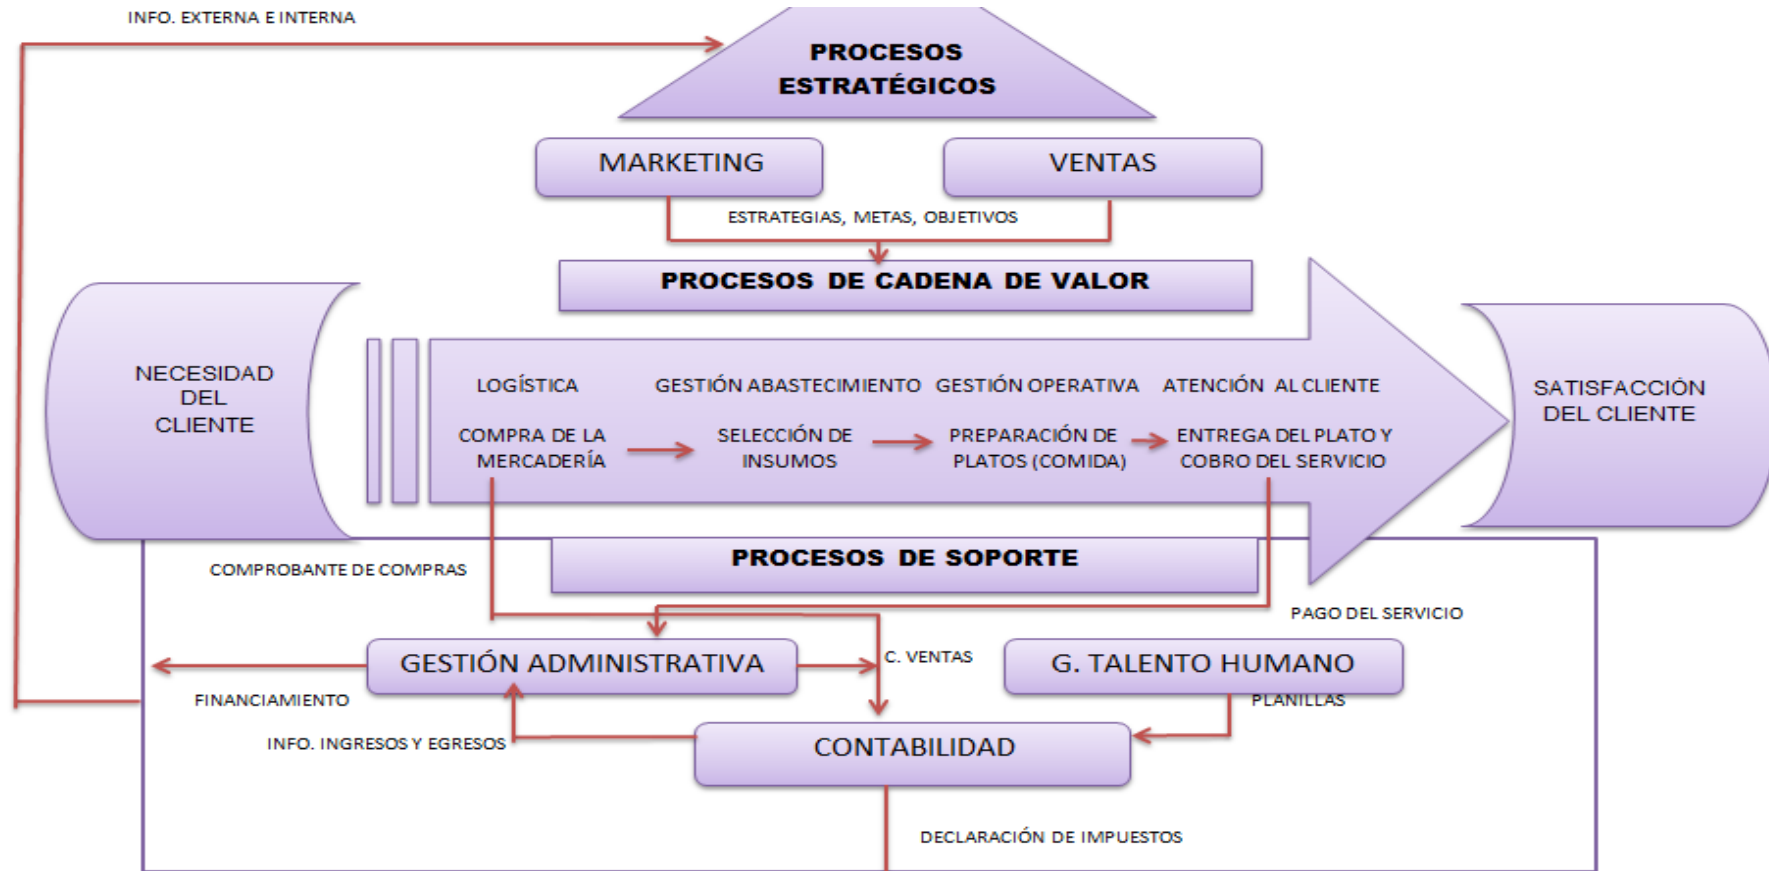 INFO. EXTERNA E INTERNA
PROCESOS
ESTRATÉGICOS
MARKETING
VENTAS
ESTRATEGIAS, METAS, OBJETIVOS
PROCESOS DE CADENA DE VALOR
NECESIDAD
DEL
CLIENTE
LOGÍSTICA
GESTIÓN ABASTECIMIENTO
GESTIÓN OPERATIVA
ATENCIÓN AL CLIENTE
COMPRA DE LA
MERCADERÍA
SELECCIÓN DE
INSUMOS
PREPARACIÓN DE
PLATOS (COMIDA)
ENTREGA DEL PLATO Y
COBRO DEL SERVICIO
SATISFACCIÓN
DEL CLIENTE
PROCESOS DE SOPORTE
COMPROBANTE DE COMPRAS
PAGO DEL SERVICIO
GESTIÓN ADMINISTRATIVA
C. VENTAS
G. TALENTO HUMANO
FINANCIAMIENTO
PLANILLAS
INFO. INGRESOS Y EGRESOS
CONTABILIDAD
DECLARACIÓN DE IMPUESTOS